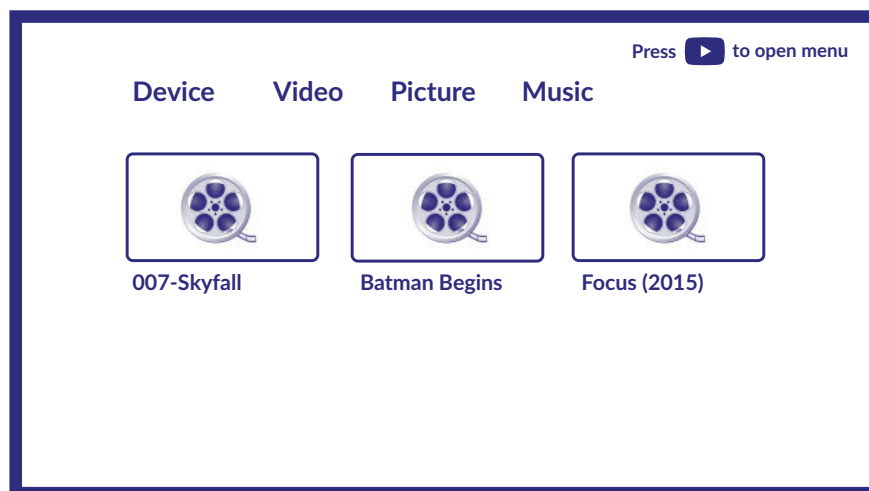 Press to open menu
Device Video Picture Music
007-Skyfall Batman Begins Focus (2015)